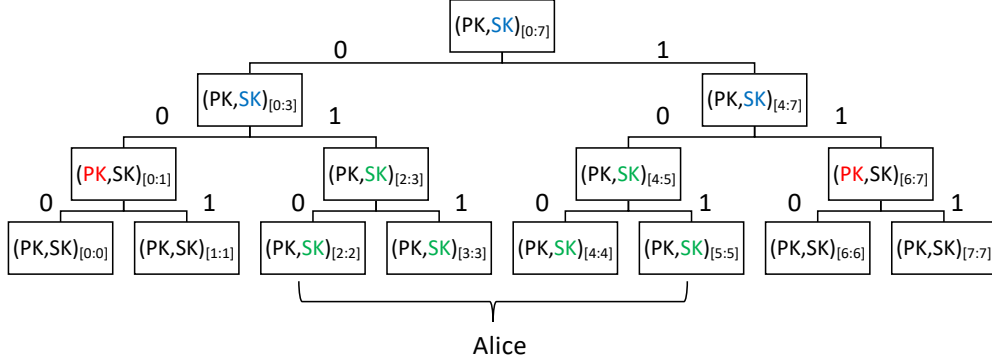 (PK,SK)[0:7]
0 1
(PK,SK)[0:3] (PK,SK)[4:7]
0 1 0 1
(PK,SK)[0:1] (PK,SK)[2:3] (PK,SK)[4:5] (PK,SK)[6:7]
0 1 0 1 0 1 0 1
(PK,SK)[0:0] (PK,SK)[1:1] (PK,SK)[2:2] (PK,SK)[3:3] (PK,SK)[4:4] (PK,SK)[5:5] (PK,SK)[6:6] (PK,SK)[7:7]
Alice